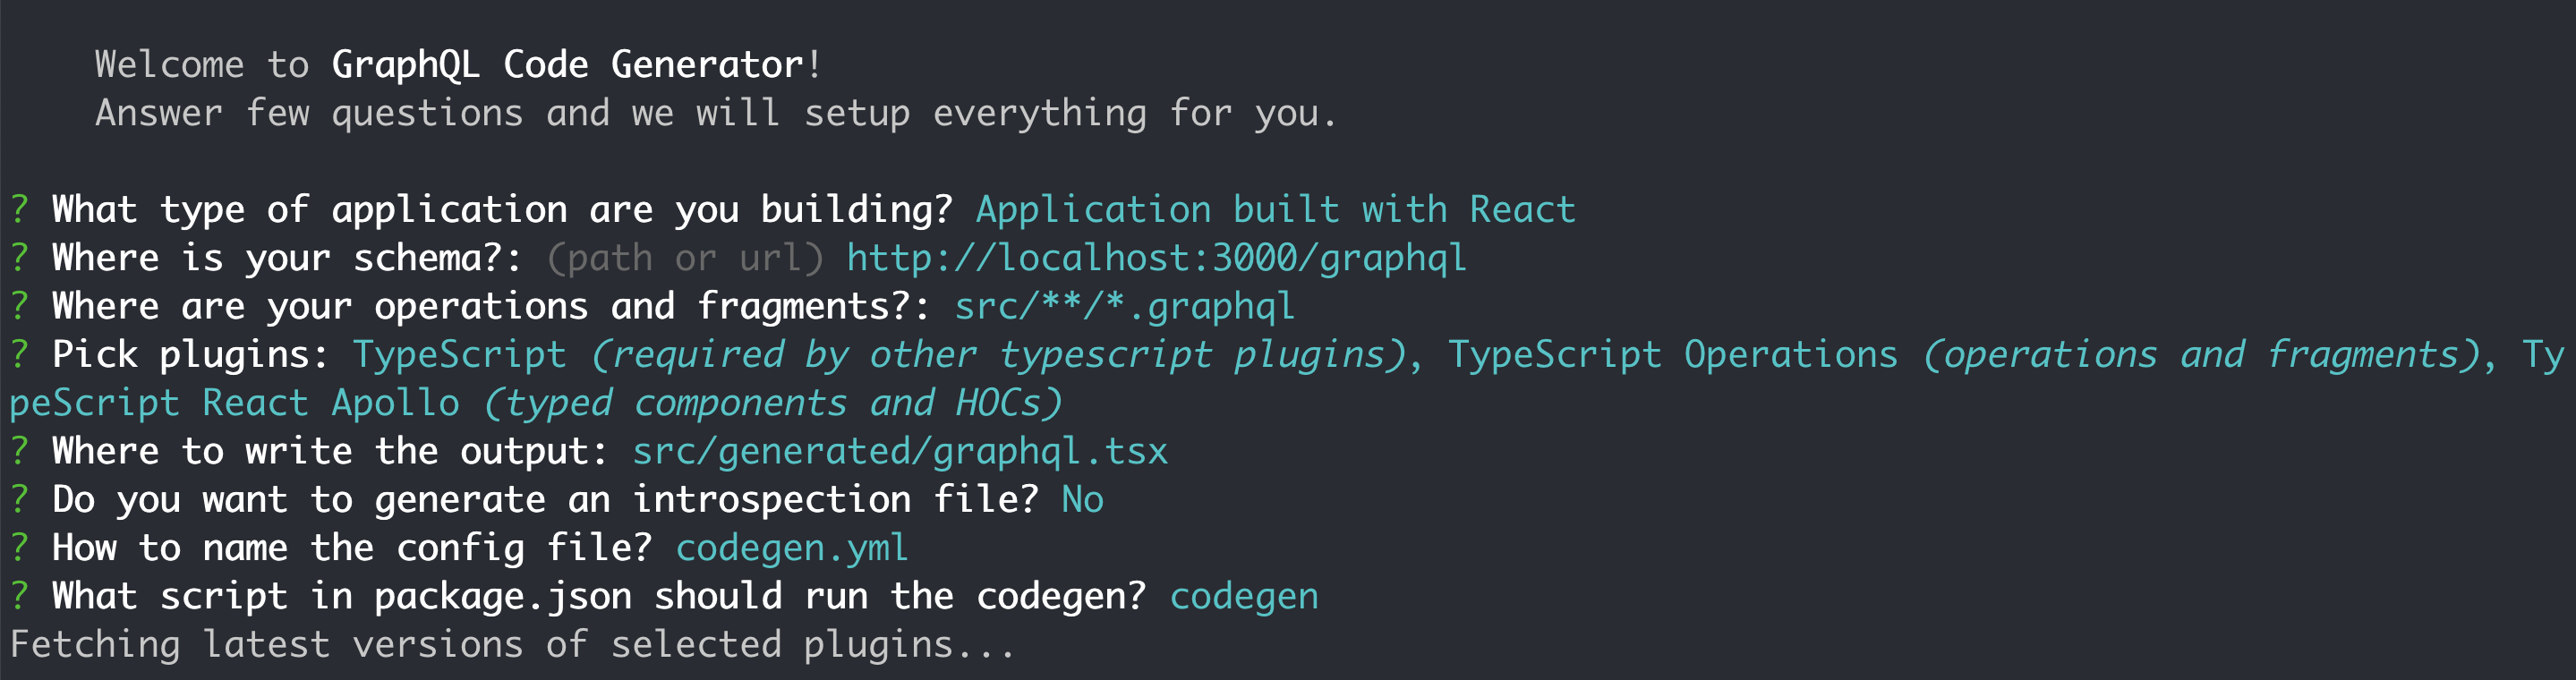 Welcome to GraphQL Code Generator!
Answer few questions and we will setup everything for you.
? What type of application are you building? Application built with React
? Where is your schema?: (path or url) http://localhost:3000/graphql
? Where are your operations and fragments?: src/**/*.graphql
? Pick plugins: TypeScript (required by other typescript plugins), TypeScript Operations (operations and fragments), Ty
peScript React Apollo (typed components and HOCs)
? Where to write the output: src/generated/graphql.tsx
? Do you want to generate an introspection file? No
? How to name the config file? codegen.yml
? What script in package.json should run the codegen? codegen
Fetching latest versions of selected plugins...